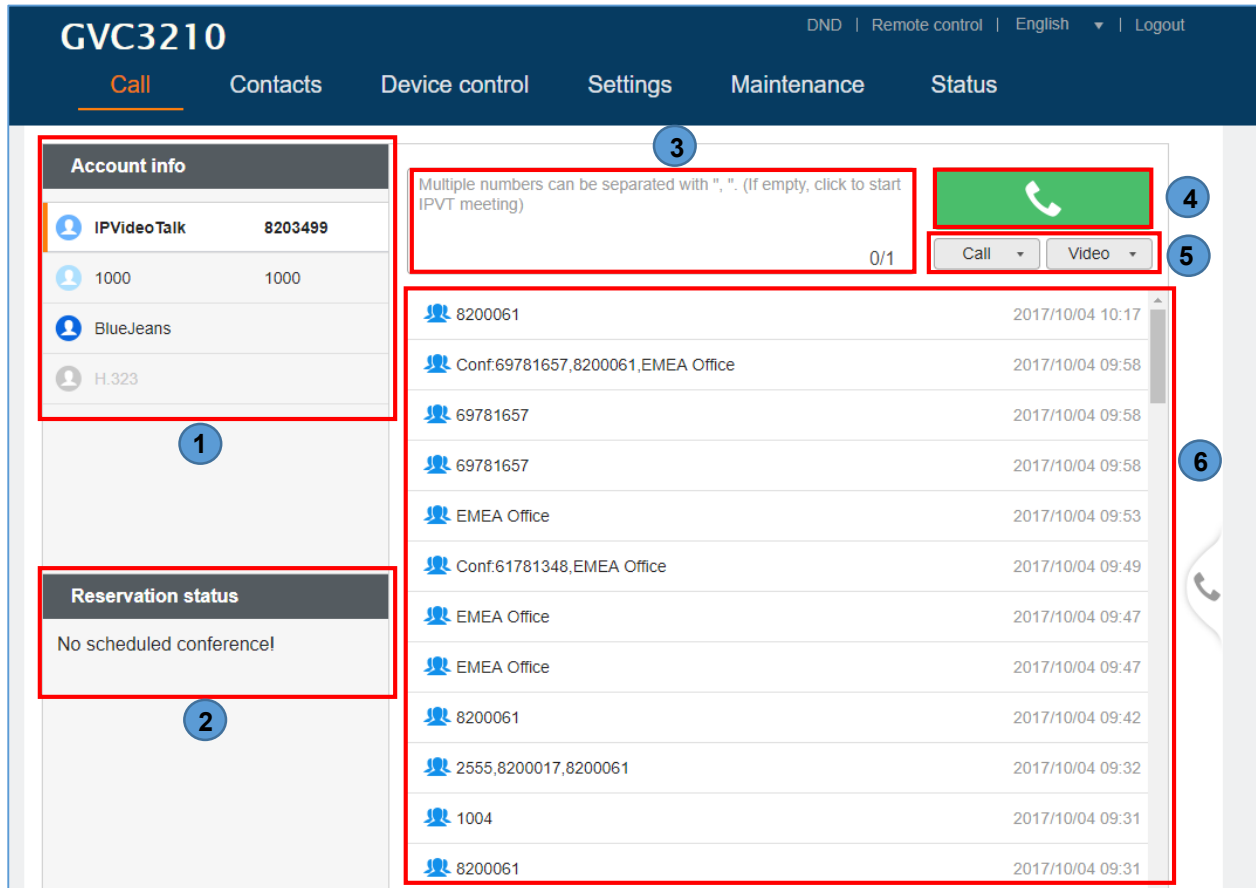 GVC3210
DND | Remote control | English ▼ | Logout
Call Contacts Device control Settings Maintenance Status
Account info
IPVideoTalk 8203499
1000 1000
BlueJeans
H.323
1
Reservation status
No scheduled conference!
2
3
Multiple numbers can be separated with ", ". (If empty, click to start
IPVT meeting)
0/1
4
Call Video
5
8200061 2017/10/04 10:17
Conf:69781657,8200061,EMEA Office 2017/10/04 09:58
69781657 2017/10/04 09:58
69781657 2017/10/04 09:58
EMEA Office 2017/10/04 09:53
Conf:61781348,EMEA Office 2017/10/04 09:49
EMEA Office 2017/10/04 09:47
EMEA Office 2017/10/04 09:47
8200061 2017/10/04 09:42
2555,8200017,8200061 2017/10/04 09:32
1004 2017/10/04 09:31
8200061 2017/10/04 09:31
6